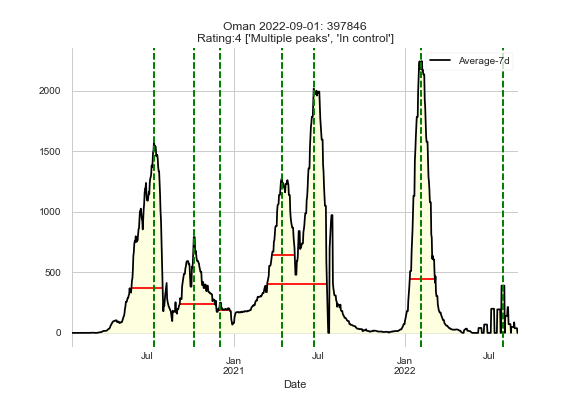 Oman 2022-09-01: 397846
Rating:4 ['Multiple peaks', 'In control']
Average-7d
2000
1500
1000
500
0
Jul
Jan
2021
Jul
Jan
2022
Jul
Date